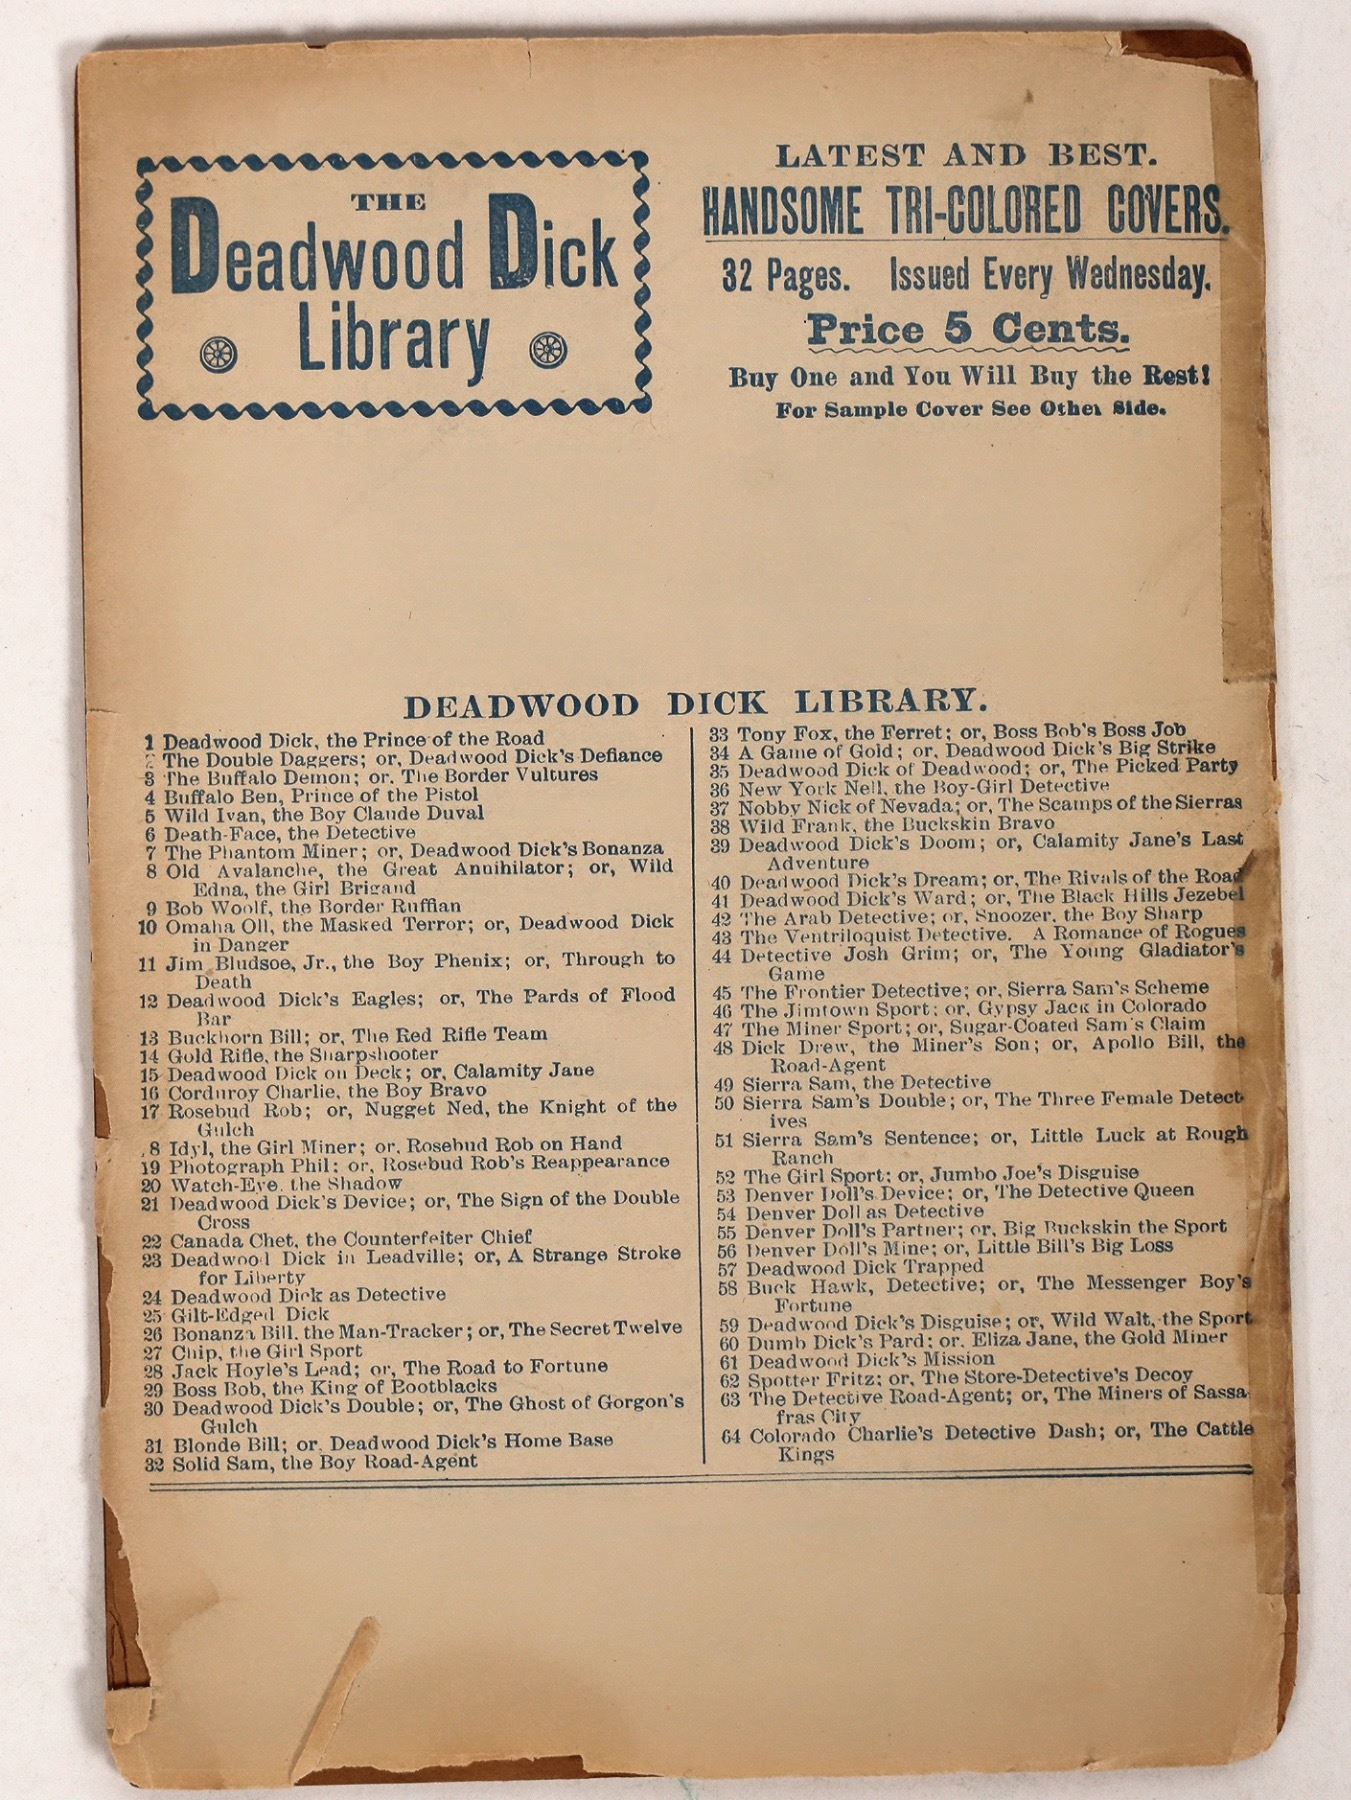 THE
Deadwood Dick
Library
LATEST AND BEST.
HANDSOME TRI-COLORED COVERS.
32 Pages. Issued Every Wednesday.
Price 5 Cents.
Buy One and You Will Buy the Rest!
For Sample Cover See Other Side.
DEADWOOD DICK LIBRARY.
1 Deadwood Dick, the Prince of the Road
2 The Double Daggers; or, Deadwood Dick's Defiance
3 The Buffalo Demon; or, The Border Vultures
4 Buffalo Ben, Prince of the Pistol
5 Wild Ivan, the Boy Claude Duval
6 Death-Face, the Detective
7 The Phantom Miner; or, Deadwood Dick's Bonanza
8 Old Avalanche, the Great Annihilator; or, Wild
Edna, the Girl Brigand
9 Bob Woolf, the Border Ruffian
10 Omaha Oll, the Masked Terror; or, Deadwood Dick
in Danger
11 Jim Bludsoe, Jr., the Boy Phenix; or, Through to
Death
12 Deadwood Dick's Eagles; or, The Pards of Flood
Bar
13 Buckhorn Bill; or, The Red Rifle Team
14 Gold Rifle, the Sharpshooter
15 Deadwood Dick on Deck; or, Calamity Jane
16 Corduroy Charlie, the Boy Bravo
17 Rosebud Rob; or, Nugget Ned, the Knight of the
Gulch
8 Idyl, the Girl Miner; or, Rosebud Rob on Hand
19 Photograph Phil; or, Rosebud Rob's Reappearance
20 Watch-Eye, the Shadow
21 Deadwood Dick's Device; or, The Sign of the Double
Cross
22 Canada Chet, the Counterfeiter Chief
23 Deadwood Dick in Leadville; or, A Strange Stroke
for Liberty
24 Deadwood Dick as Detective
25 Gilt-Edged Dick
26 Bonanza Bill, the Man-Tracker; or, The Secret Twelve
27 Chip, the Girl Sport
28 Jack Hoyle's Lead; or, The Road to Fortune
29 Boss Bob, the King of Bootblacks
30 Deadwood Dick's Double; or, The Ghost of Gorgon's
Gulch
31 Blonde Bill; or, Deadwood Dick's Home Base
32 Solid Sam, the Boy Road-Agent
33 Tony Fox, the Ferret; or, Boss Bob's Boss Job
34 A Game of Gold; or, Deadwood Dick's Big Strike
35 Deadwood Dick of Deadwood; or, The Picked Party
36 New York Nell, the Boy-Girl Detective
37 Nobby Nick of Nevada; or, The Scamps of the Sierras
38 Wild Frank, the Buckskin Bravo
39 Deadwood Dick's Doom; or, Calamity Jane's Last
Adventure
40 Deadwood Dick's Dream; or, The Rivals of the Road
41 Deadwood Dick's Ward; or, The Black Hills Jezebel
42 The Arab Detective; or, Snoozer, the Boy Sharp
43 The Ventriloquist Detective. A Romance of Rogues
44 Detective Josh Grim; or, The Young Gladiator's
Game
45 The Frontier Detective; or, Sierra Sam's Scheme
46 The Jimtown Sport; or, Gypsy Jack in Colorado
47 The Miner Sport; or, Sugar-Coated Sam's Claim
48 Dick Drew, the Miner's Son; or, Apollo Bill, the
Road-Agent
49 Sierra Sam, the Detective
50 Sierra Sam's Double; or, The Three Female Detect-
ives
51 Sierra Sam's Sentence; or, Little Luck at Rough
Ranch
52 The Girl Sport; or, Jumbo Joe's Disguise
53 Denver Doll's Device; or, The Detective Queen
54 Denver Doll as Detective
55 Denver Doll's Partner; or, Big Buckskin the Sport
56 Denver Doll's Mine; or, Little Bill's Big Loss
57 Deadwood Dick Trapped
58 Buck Hawk, Detective; or, The Messenger Boy's
Fortune
59 Deadwood Dick's Disguise; or, Wild Walt, the Sport
60 Dumb Dick's Pard; or, Eliza Jane, the Gold Miner
61 Deadwood Dick's Mission
62 Spotter Fritz; or, The Store-Detective's Decoy
63 The Detective Road-Agent; or, The Miners of Sassa-
fras City
64 Colorado Charlie's Detective Dash; or, The Cattle
Kings